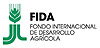 FIDA
FONDO INTERNACIONAL
DE DESARROLLO
AGRÍCOLA